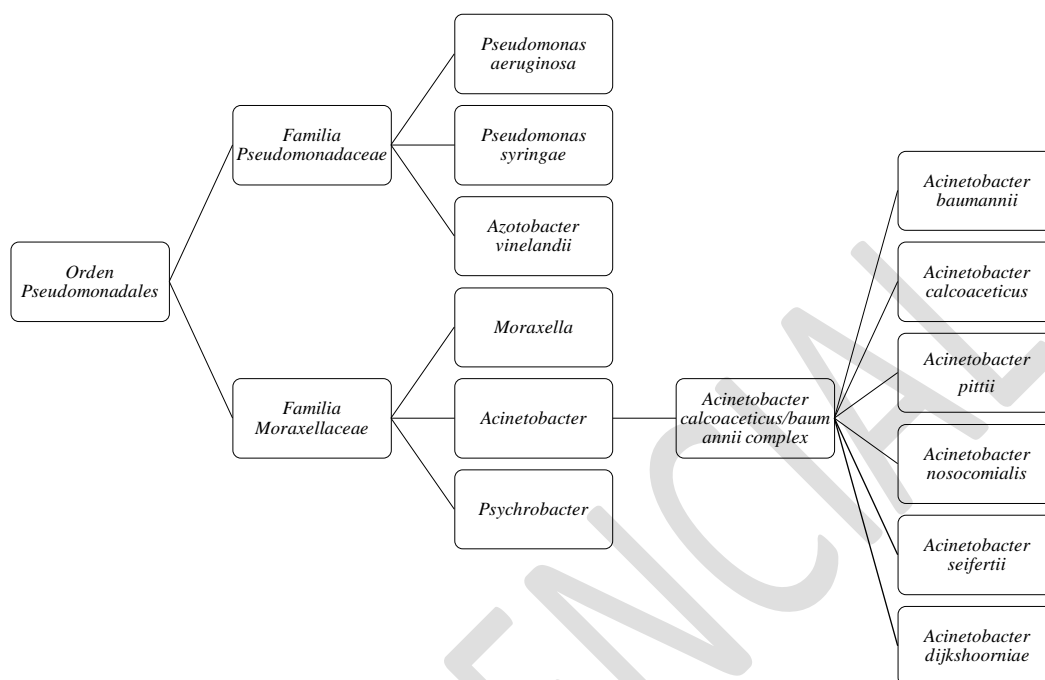 Orden
Pseudomonadales
Familia
Pseudomonadaceae
Pseudomonas
aeruginosa
Pseudomonas
syringae
Azotobacter
vinelandii
Familia
Moraxellaceae
Moraxella
Acinetobacter
Psychrobacter
Acinetobacter
calcoaceticus/baum
annii complex
Acinetobacter
baumannii
Acinetobacter
calcoaceticus
Acinetobacter
pittii
Acinetobacter
nosocomialis
Acinetobacter
seifertii
Acinetobacter
dijkshoorniae
ENCIAL